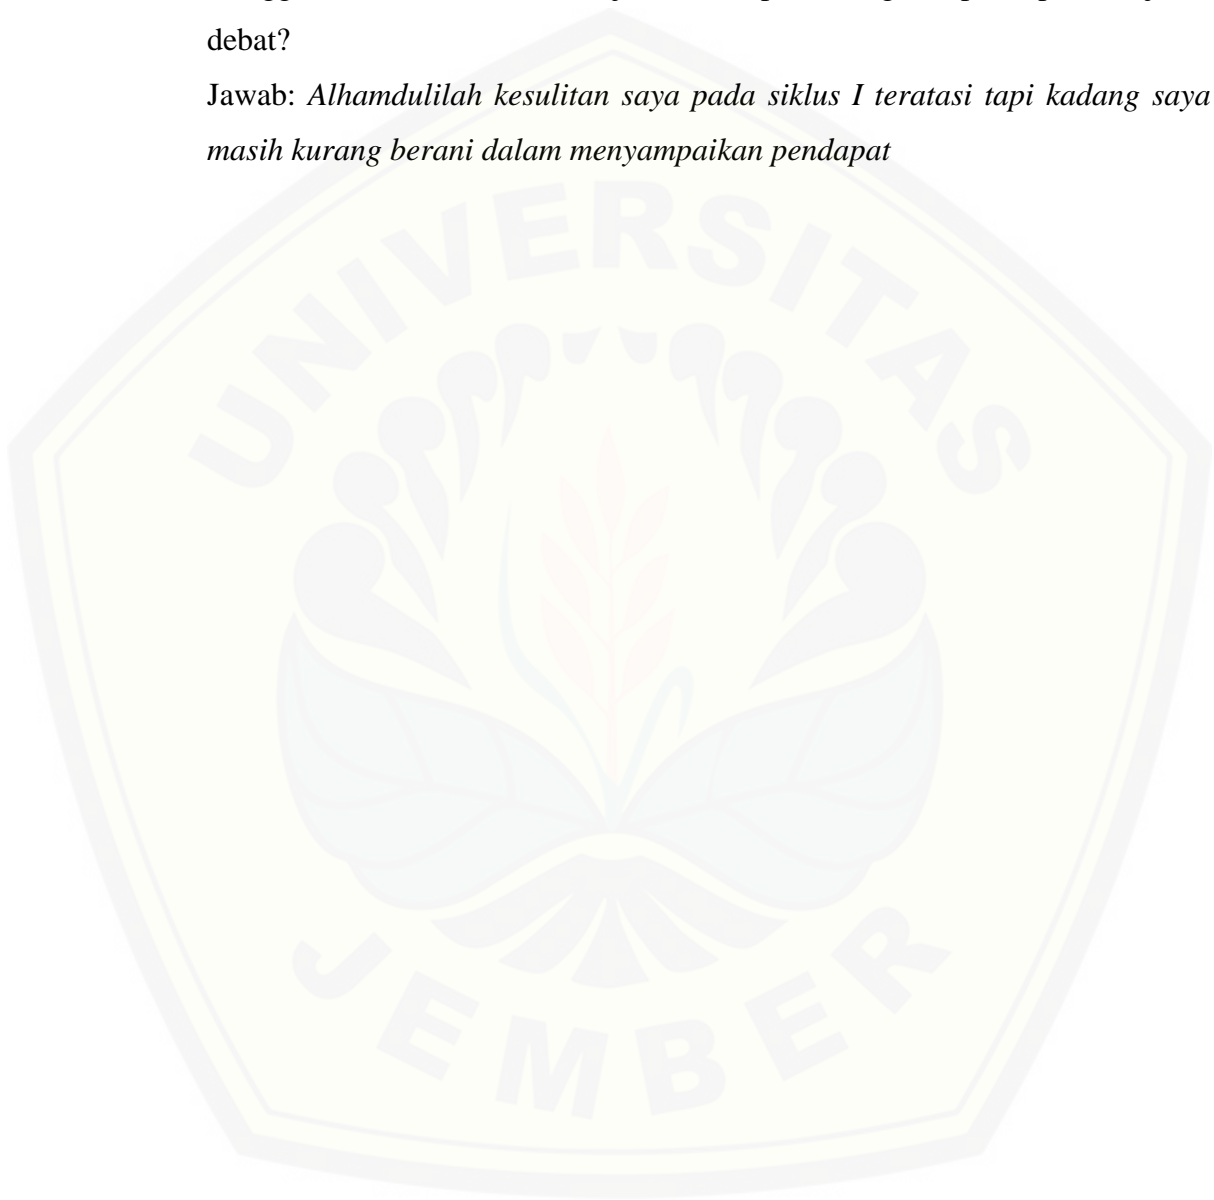 debat?
Jawab: Alhamdulilah kesulitan saya pada siklus I teratasi tapi kadang saya
masih kurang berani dalam menyampaikan pendapat
UNIVERSITAS
JEMBER